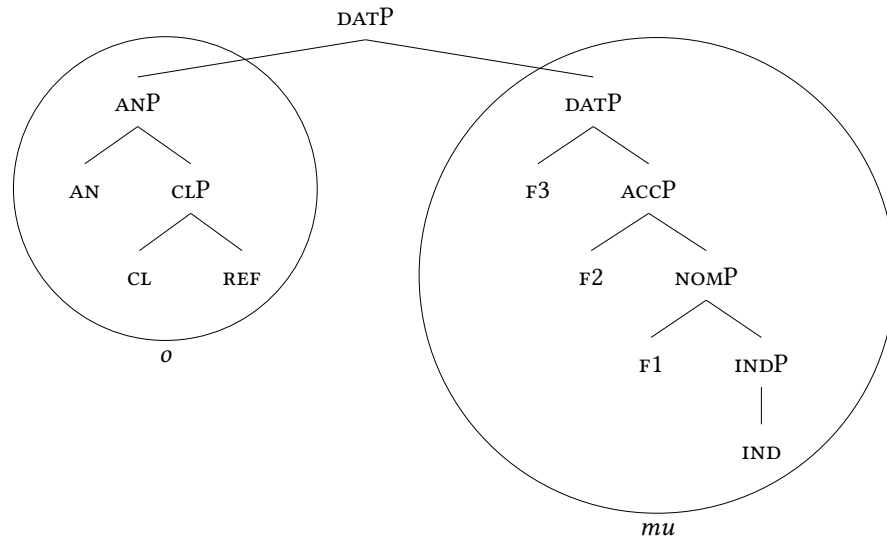 DATP
ANP DATP
AN CLP F3 ACCP
CL REF F2 NOMP
o F1 INDP
IND
mu